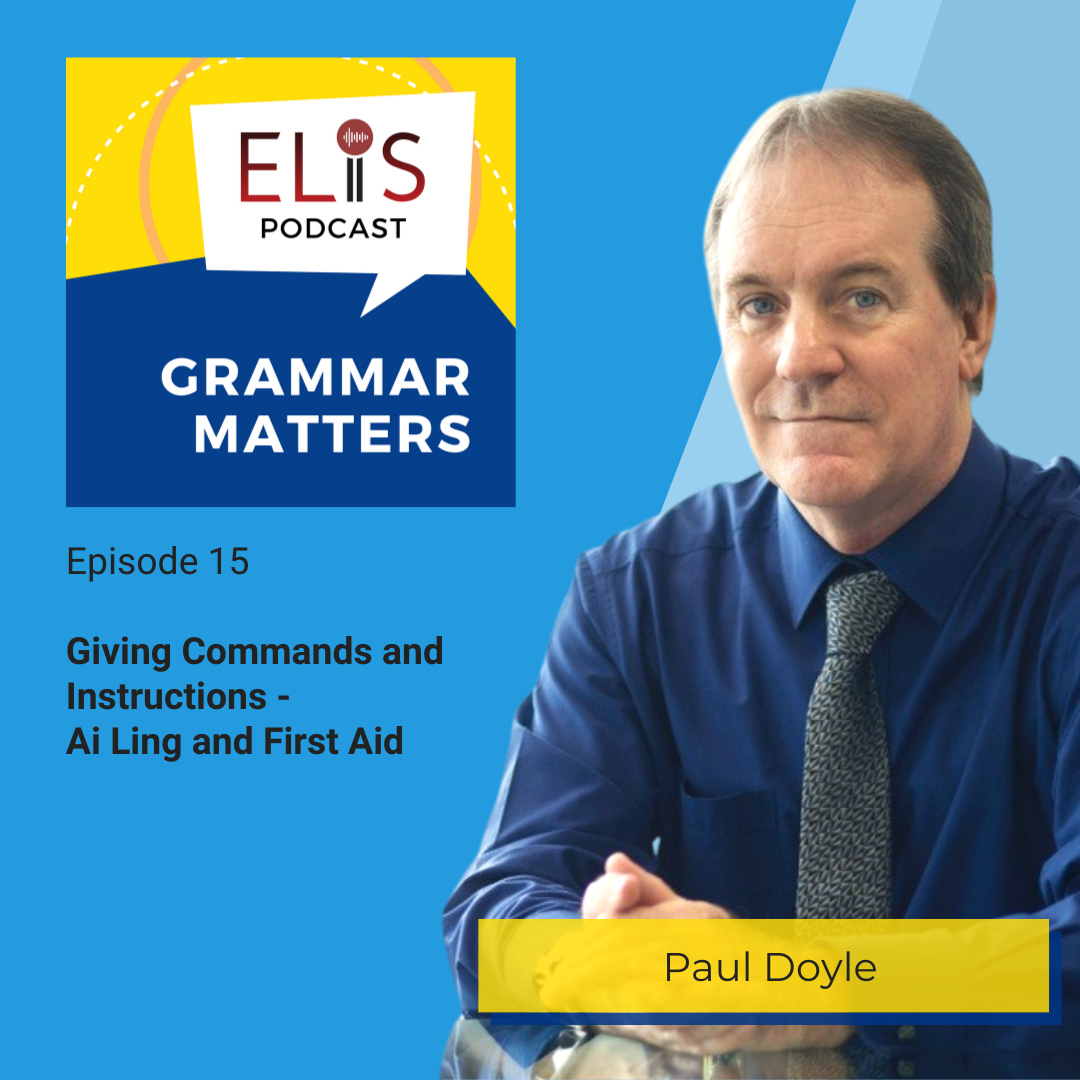 ELiS
PODCAST
GRAMMAR
MATTERS
Episode 15
Giving Commands and
Instructions -
Ai Ling and First Aid
Paul Doyle